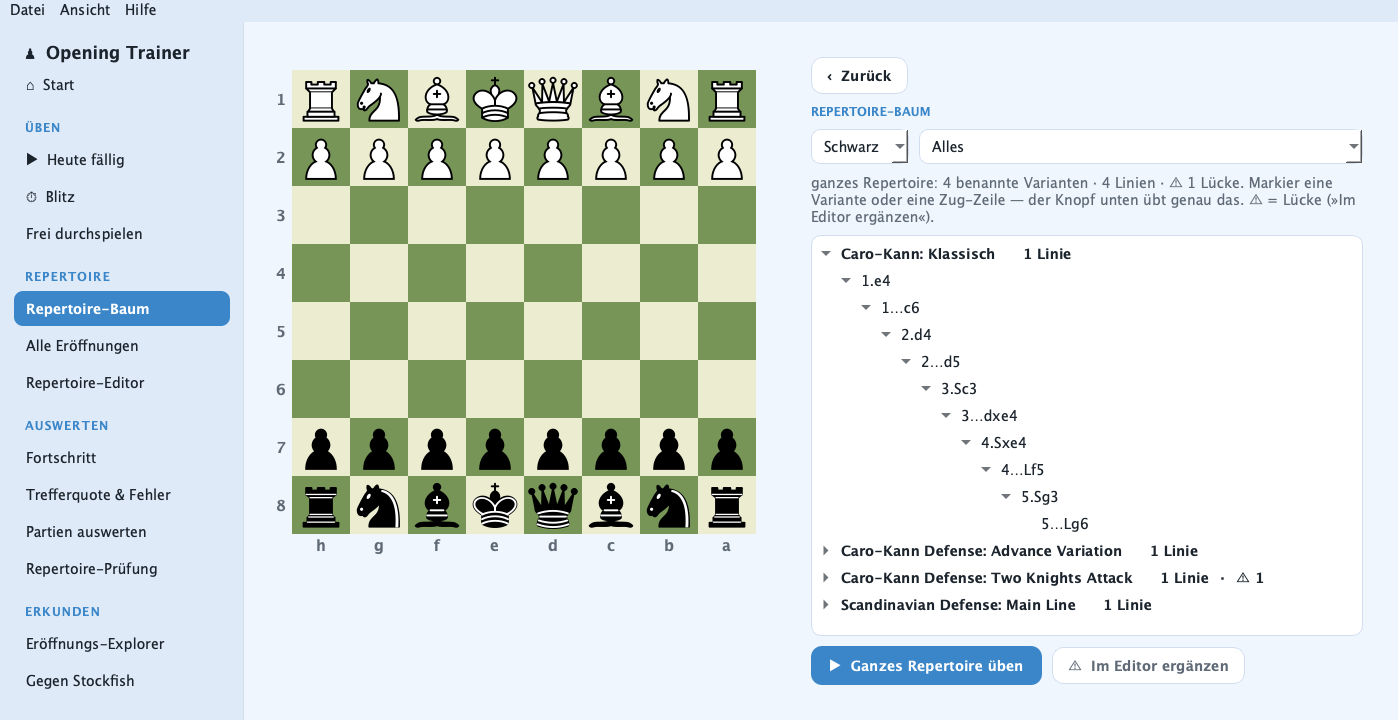 Datei Ansicht Hilfe
Opening Trainer
Start
ÜBEN
Heute fällig
Blitz
Frei durchspielen
REPERTOIRE
Repertoire-Baum
Alle Eröffnungen
Repertoire-Editor
AUSWERTEN
Fortschritt
Trefferquote & Fehler
Partien auswerten
Repertoire-Prüfung
ERKUNDEN
Eröffnungs-Explorer
Gegen Stockfish
1
2
3
4
5
6
7
8
h g f e d c b a
‹ Zurück
REPERTOIRE-BAUM
Schwarz Alles
ganzes Repertoire: 4 benannte Varianten · 4 Linien · ⚠ 1 Lücke. Markier eine
Variante oder eine Zug-Zeile — der Knopf unten übt genau das. ⚠ = Lücke (»Im
Editor ergänzen«).
Caro-Kann: Klassisch 1 Linie
1.e4
1…c6
2.d4
2…d5
3.Sc3
3…dxe4
4.Sxe4
4…Lf5
5.Sg3
5…Lg6
Caro-Kann Defense: Advance Variation 1 Linie
Caro-Kann Defense: Two Knights Attack 1 Linie · ⚠ 1
Scandinavian Defense: Main Line 1 Linie
▶ Ganzes Repertoire üben ⚠ Im Editor ergänzen